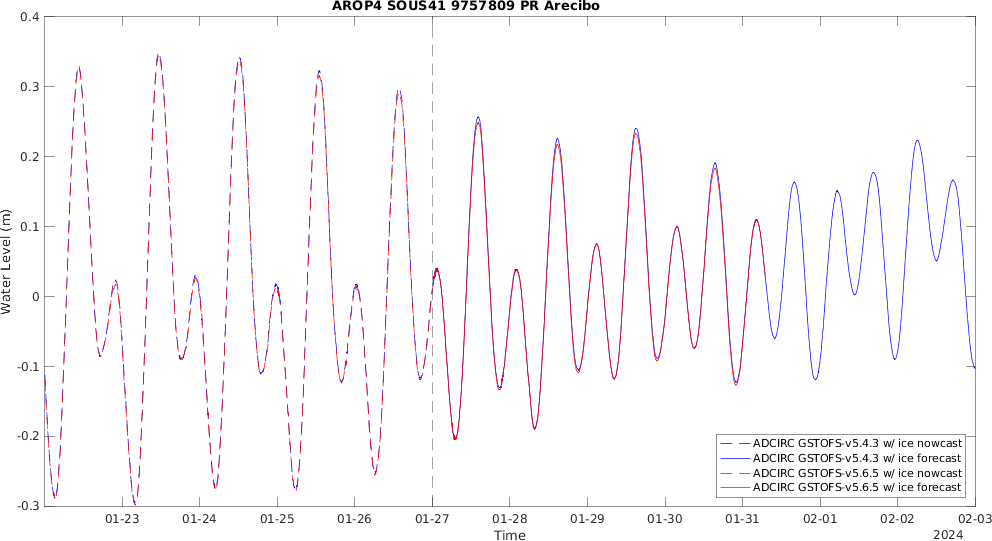 AROP4 SOUS41 9757809 PR Arecibo
0.4
0.3
0.2
0.1
0
-0.1
-0.2
-0.3
Water Level (m)
01-23 01-24 01-25 01-26 01-27 01-28 01-29 01-30 01-31 02-01 02-02 02-03
Time
2024
ADCIRC GSTOFS-v5.4.3 w/ ice nowcast
ADCIRC GSTOFS-v5.4.3 w/ ice forecast
ADCIRC GSTOFS-v5.6.5 w/ ice nowcast
ADCIRC GSTOFS-v5.6.5 w/ ice forecast